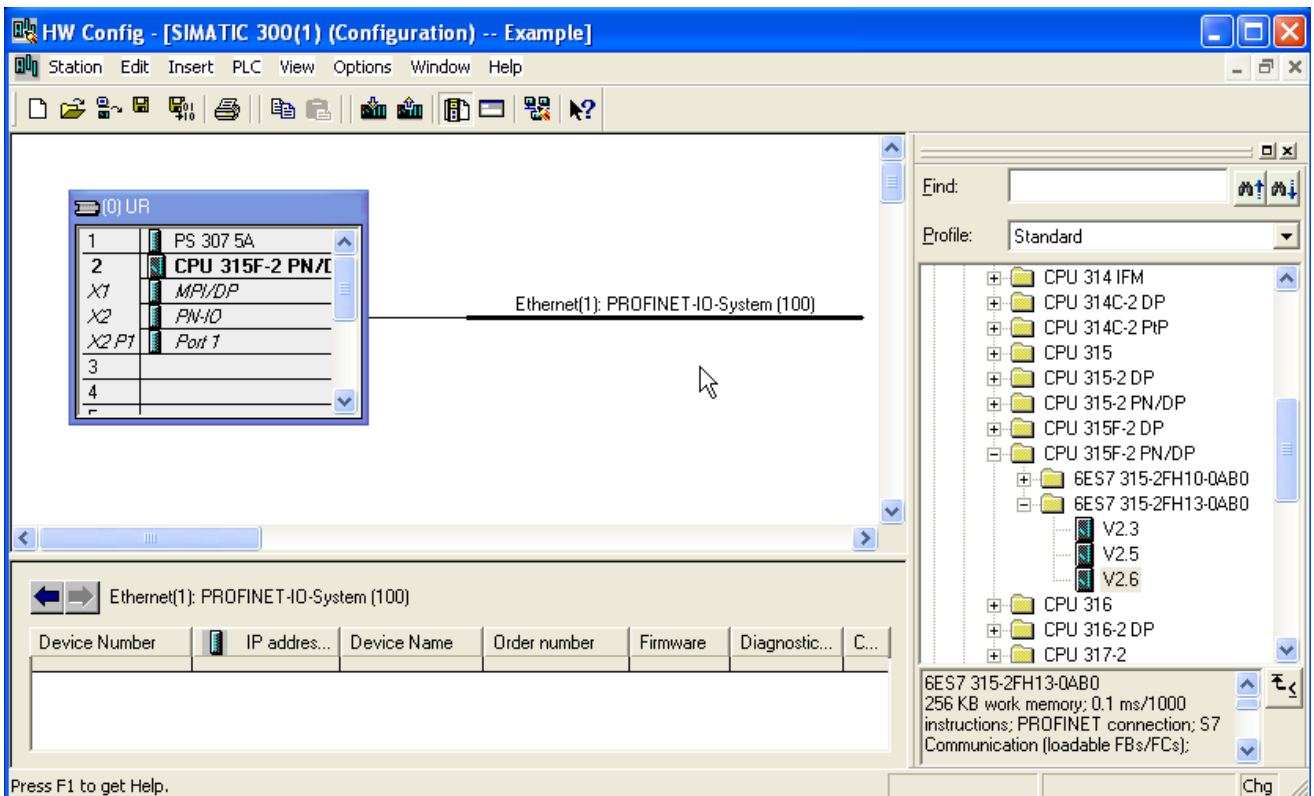 HW Config - [SIMATIC 300(1) (Configuration) -- Example]
Station Edit Insert PLC View Options Window Help
(0) UR
1 PS 307 5A
2 CPU 315F-2 PN/D
X1 MPI/DP
X2 PN-IO
X2 P1 Port 1
3
4
Ethernet(1): PROFINET-IO-System (100)
Find:
Profile: Standard
CPU 314 IFM
CPU 314C-2 DP
CPU 314C-2 PtP
CPU 315
CPU 315-2 DP
CPU 315-2 PN/DP
CPU 315F-2 DP
CPU 315F-2 PN/DP
6ES7 315-2FH10-0AB0
6ES7 315-2FH13-0AB0
V2.3
V2.5
V2.6
CPU 316
CPU 316-2 DP
CPU 317-2
6ES7 315-2FH13-0AB0
256 KB work memory; 0.1 ms/1000
instructions; PROFINET connection; S7
Communication (loadable FBs/FCs);
Ethernet(1): PROFINET-IO-System (100)
Device Number IP addres... Device Name Order number Firmware Diagnostic... C...
Press F1 to get Help.
Chg